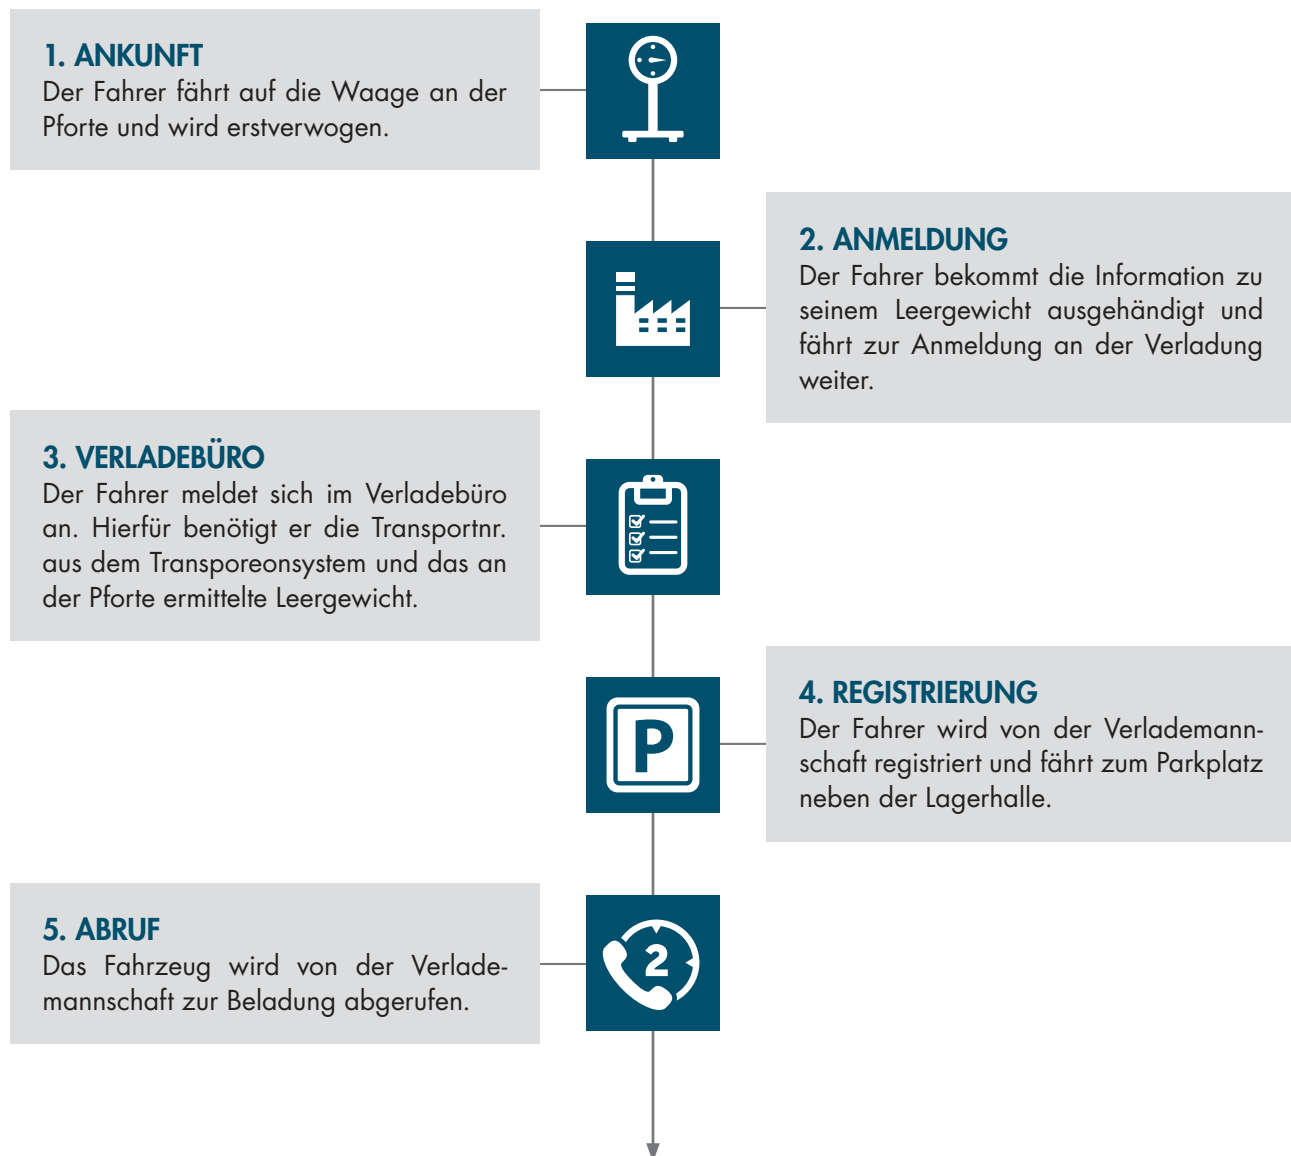 1. ANKUNFT
Der Fahrer fährt auf die Waage an der
Pforte und wird erstverwogen.
2. ANMELDUNG
Der Fahrer bekommt die Information zu
seinem Leergewicht ausgehändigt und
fährt zur Anmeldung an der Verladung
weiter.
3. VERLADEBÜRO
Der Fahrer meldet sich im Verladebüro
an. Hierfür benötigt er die Transportnr.
aus dem Transporeonsystem und das an
der Pforte ermittelte Leergewicht.
P
4. REGISTRIERUNG
Der Fahrer wird von der Verlademann-
schaft registriert und fährt zum Parkplatz
neben der Lagerhalle.
5. ABRUF
Das Fahrzeug wird von der Verlade-
mannschaft zur Beladung abgerufen.
2